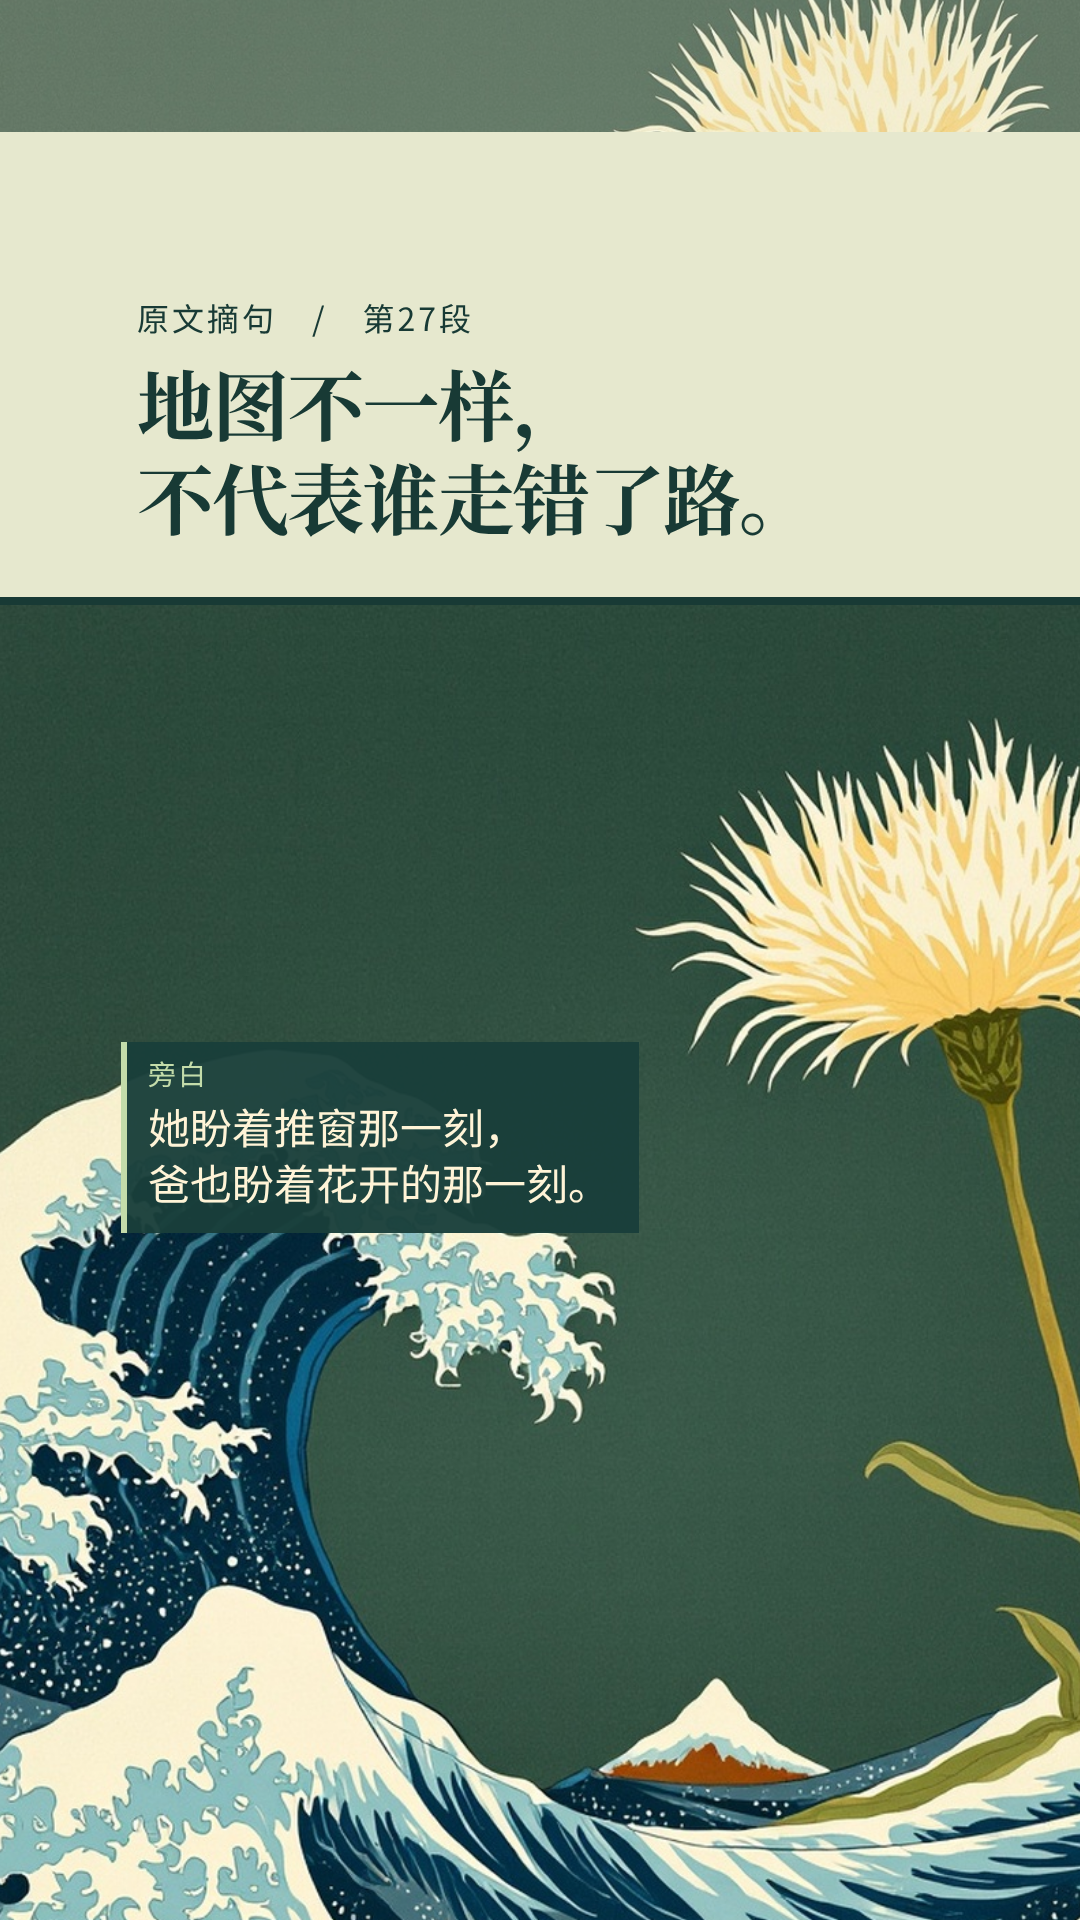 原文摘句 / 第27段
地图不一样,
不代表谁走错了路。
旁白
她盼着推窗那一刻，
爸也盼着花开的那一刻。